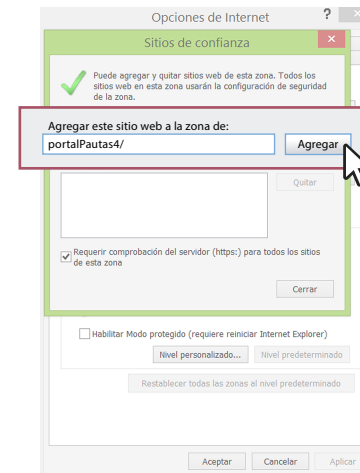 Opciones de Internet
?
Sitios de confianza
Puede agregar y quitar sitios web de esta zona. Todos los
sitios web en esta zona usarán la configuración de seguridad
de la zona.
Agregar este sitio web a la zona de:
portalPautas4/
Agregar
Quitar
Requerir comprobación del servidor (https:) para todos los sitios
de esta zona
Cerrar
Habilitar Modo protegido (requiere reiniciar Internet Explorer)
Nivel personalizado...
Nivel predeterminado
Restablecer todas las zonas al nivel predeterminado
Aceptar
Cancelar
Aplicar